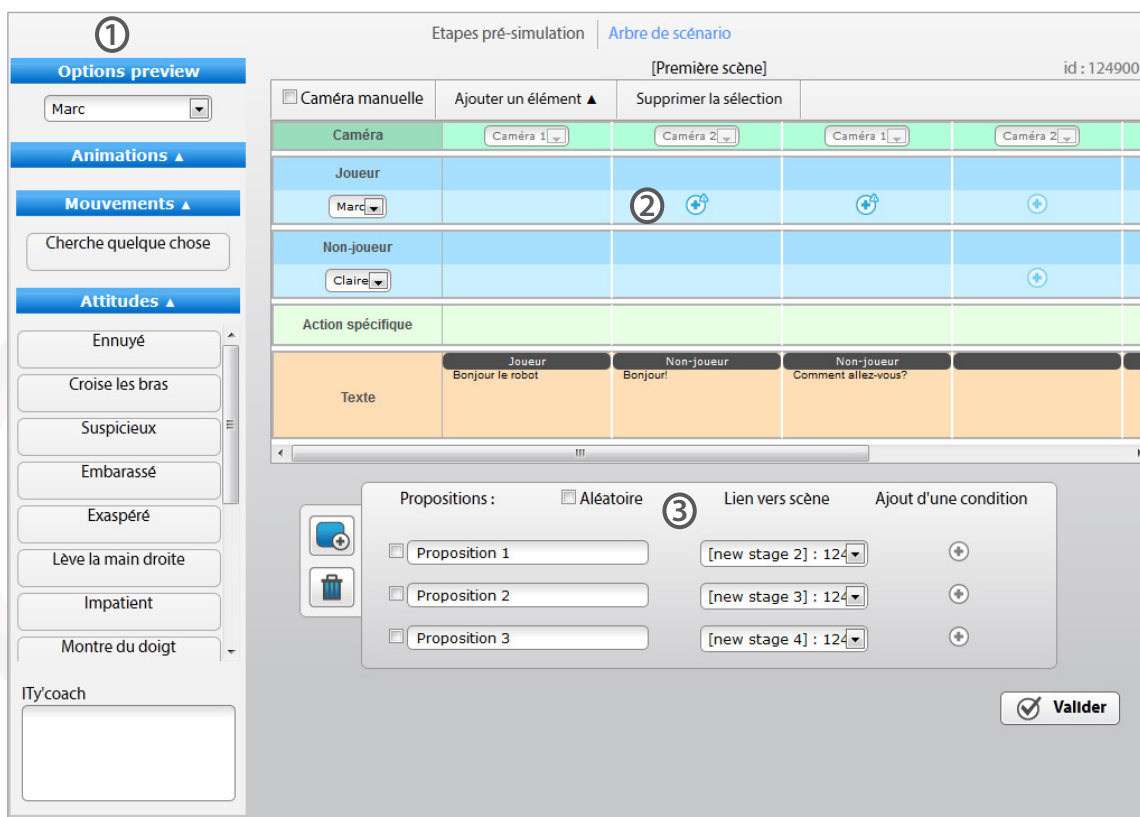 ①
Etapes pré-simulation
Arbre de scénario
Options preview
[Première scène]
id : 124900
Marc
Caméra manuelle
Ajouter un élément ▲
Supprimer la sélection
Animations ▲
Caméra
Caméra 1
Caméra 2
Caméra 1
Caméra 2
Mouvements ▲
Joueur
Marc
②
Cherche quelque chose
Non-joueur
Claire
Attitudes ▲
Action spécifique
Ennuyé
Croise les bras
Suspicieux
Embarassé
Exaspéré
Lève la main droite
Impatient
Montre du doigt
Texte
Joueur
Bonjour le robot
Non-joueur
Bonjour!
Non-joueur
Comment allez-vous?
Propositions :
Aléatoire
③
Lien vers scène
Ajout d'une condition
Proposition 1
[new stage 2] : 124
Proposition 2
[new stage 3] : 124
Proposition 3
[new stage 4] : 124
ITy'coach
Valider